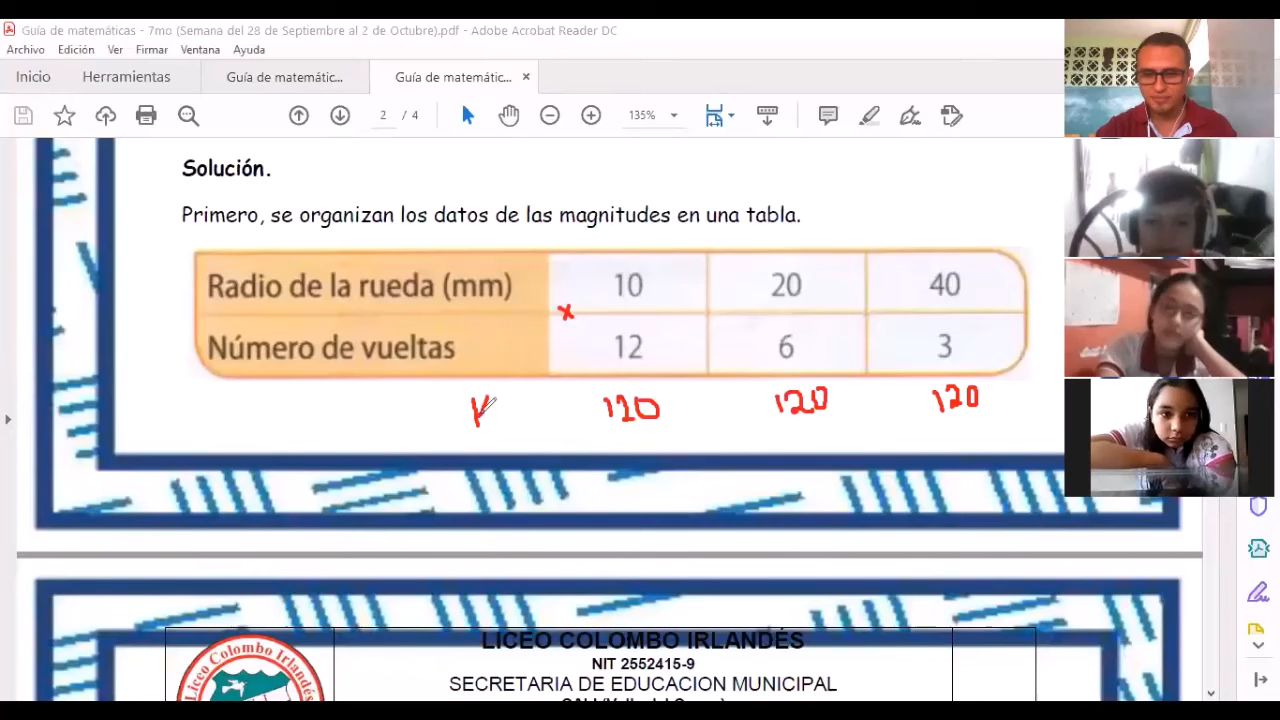 Guía de matemáticas - 7mo (Semana del 28 de Septiembre al 2 de Octubre).pdf - Adobe Acrobat Reader DC
Archivo Edición Ver Firmar Ventana Ayuda
Inicio Herramientas Guía de matemátic... Guía de matemátic... ×
2 / 4 135%
Solución.
Primero, se organizan los datos de las magnitudes en una tabla.
Radio de la rueda (mm) 10 20 40
x
Número de vueltas 12 6 3
K 120 120 120
LICEO COLOMBO IRLANDÉS
NIT 2552415-9
SECRETARIA DE EDUCACION MUNICIPAL
Liceo Colombo Irlandés